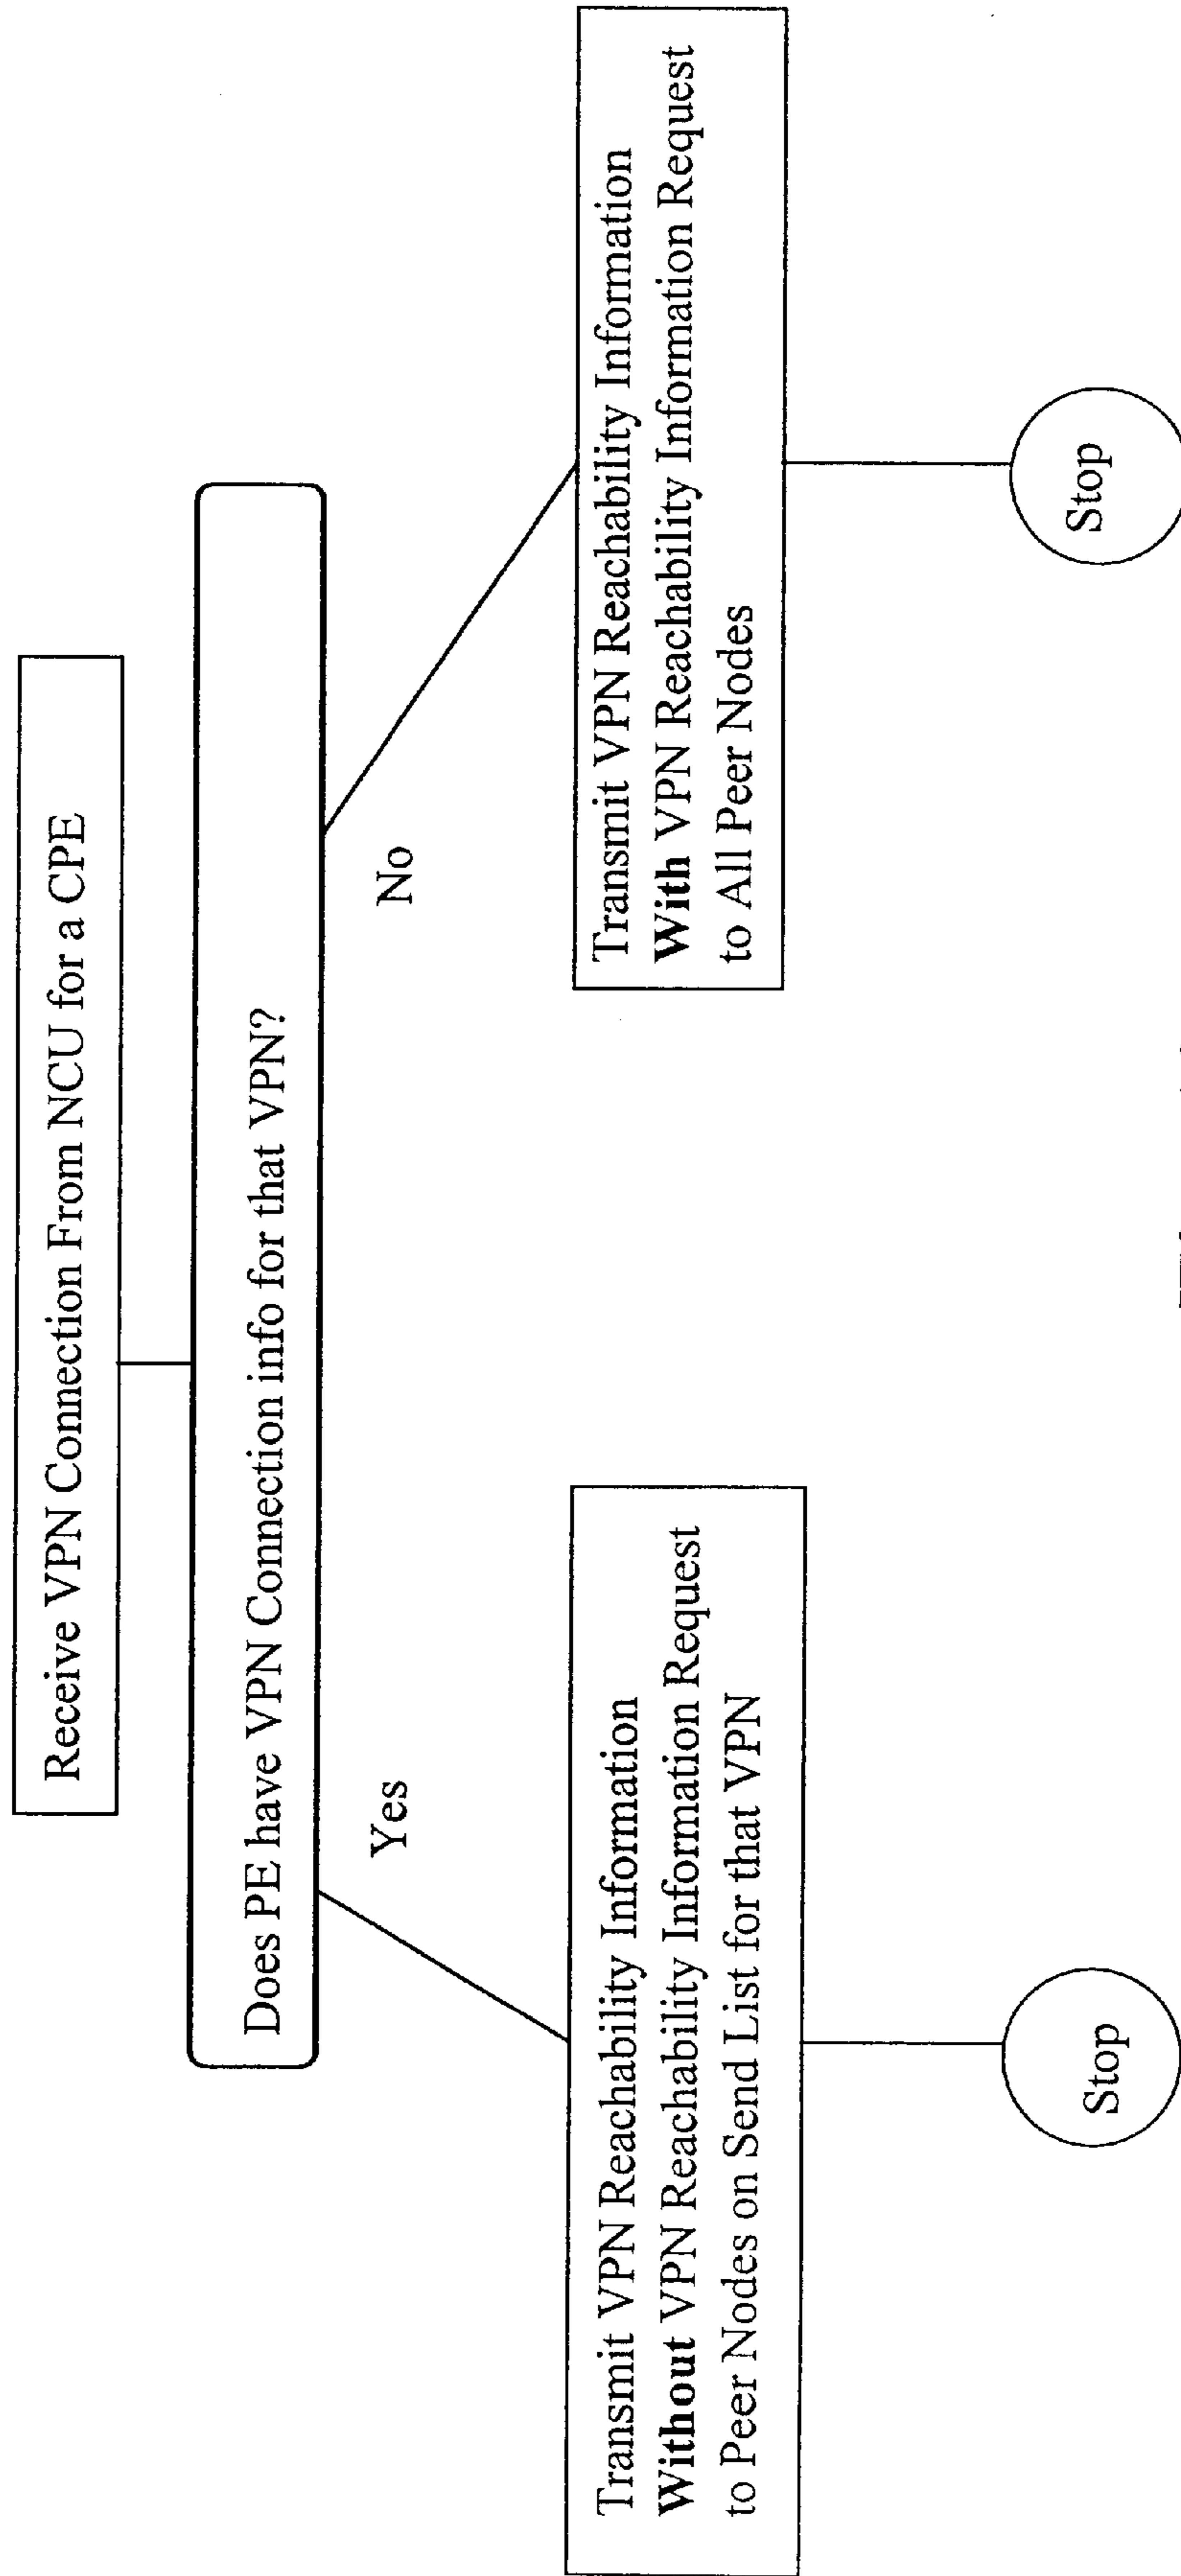 Receive VPN Connection From NCU for a CPE
Does PE have VPN Connection info for that VPN?
Yes
No
Transmit VPN Reachability Information
Without VPN Reachability Information Request
to Peer Nodes on Send List for that VPN
Transmit VPN Reachability Information
With VPN Reachability Information Request
to All Peer Nodes
Stop
Stop